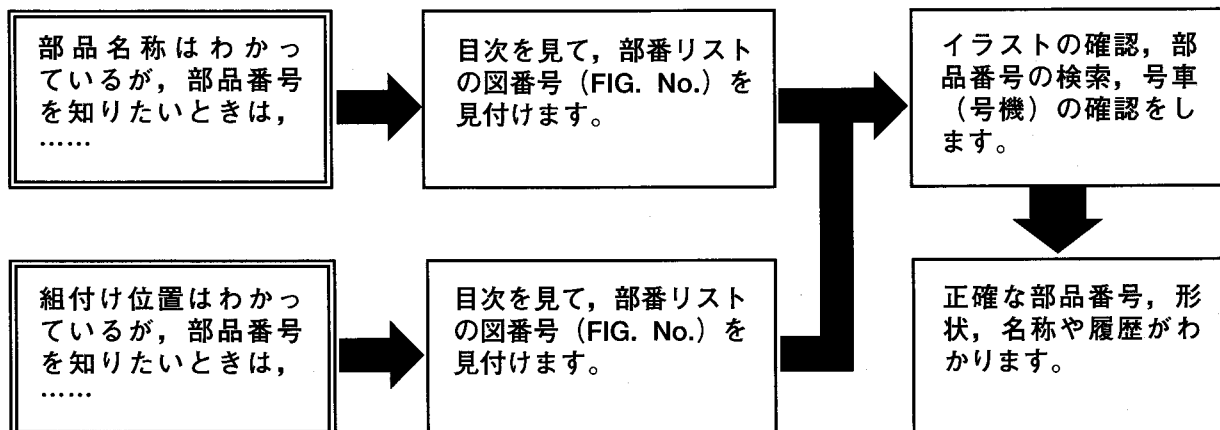 部品名称はわかっ
ているが，部品番号
を知りたいときは，
……
目次を見て，部番リスト
の図番号（FIG. No.）を
見付けます。
イラストの確認，部
品番号の検索，号車
（号機）の確認をし
ます。
組付け位置はわかっ
ているが，部品番号
を知りたいときは，
……
目次を見て，部番リスト
の図番号（FIG. No.）を
見付けます。
正確な部品番号，形
状，名称や履歴がわ
かります。